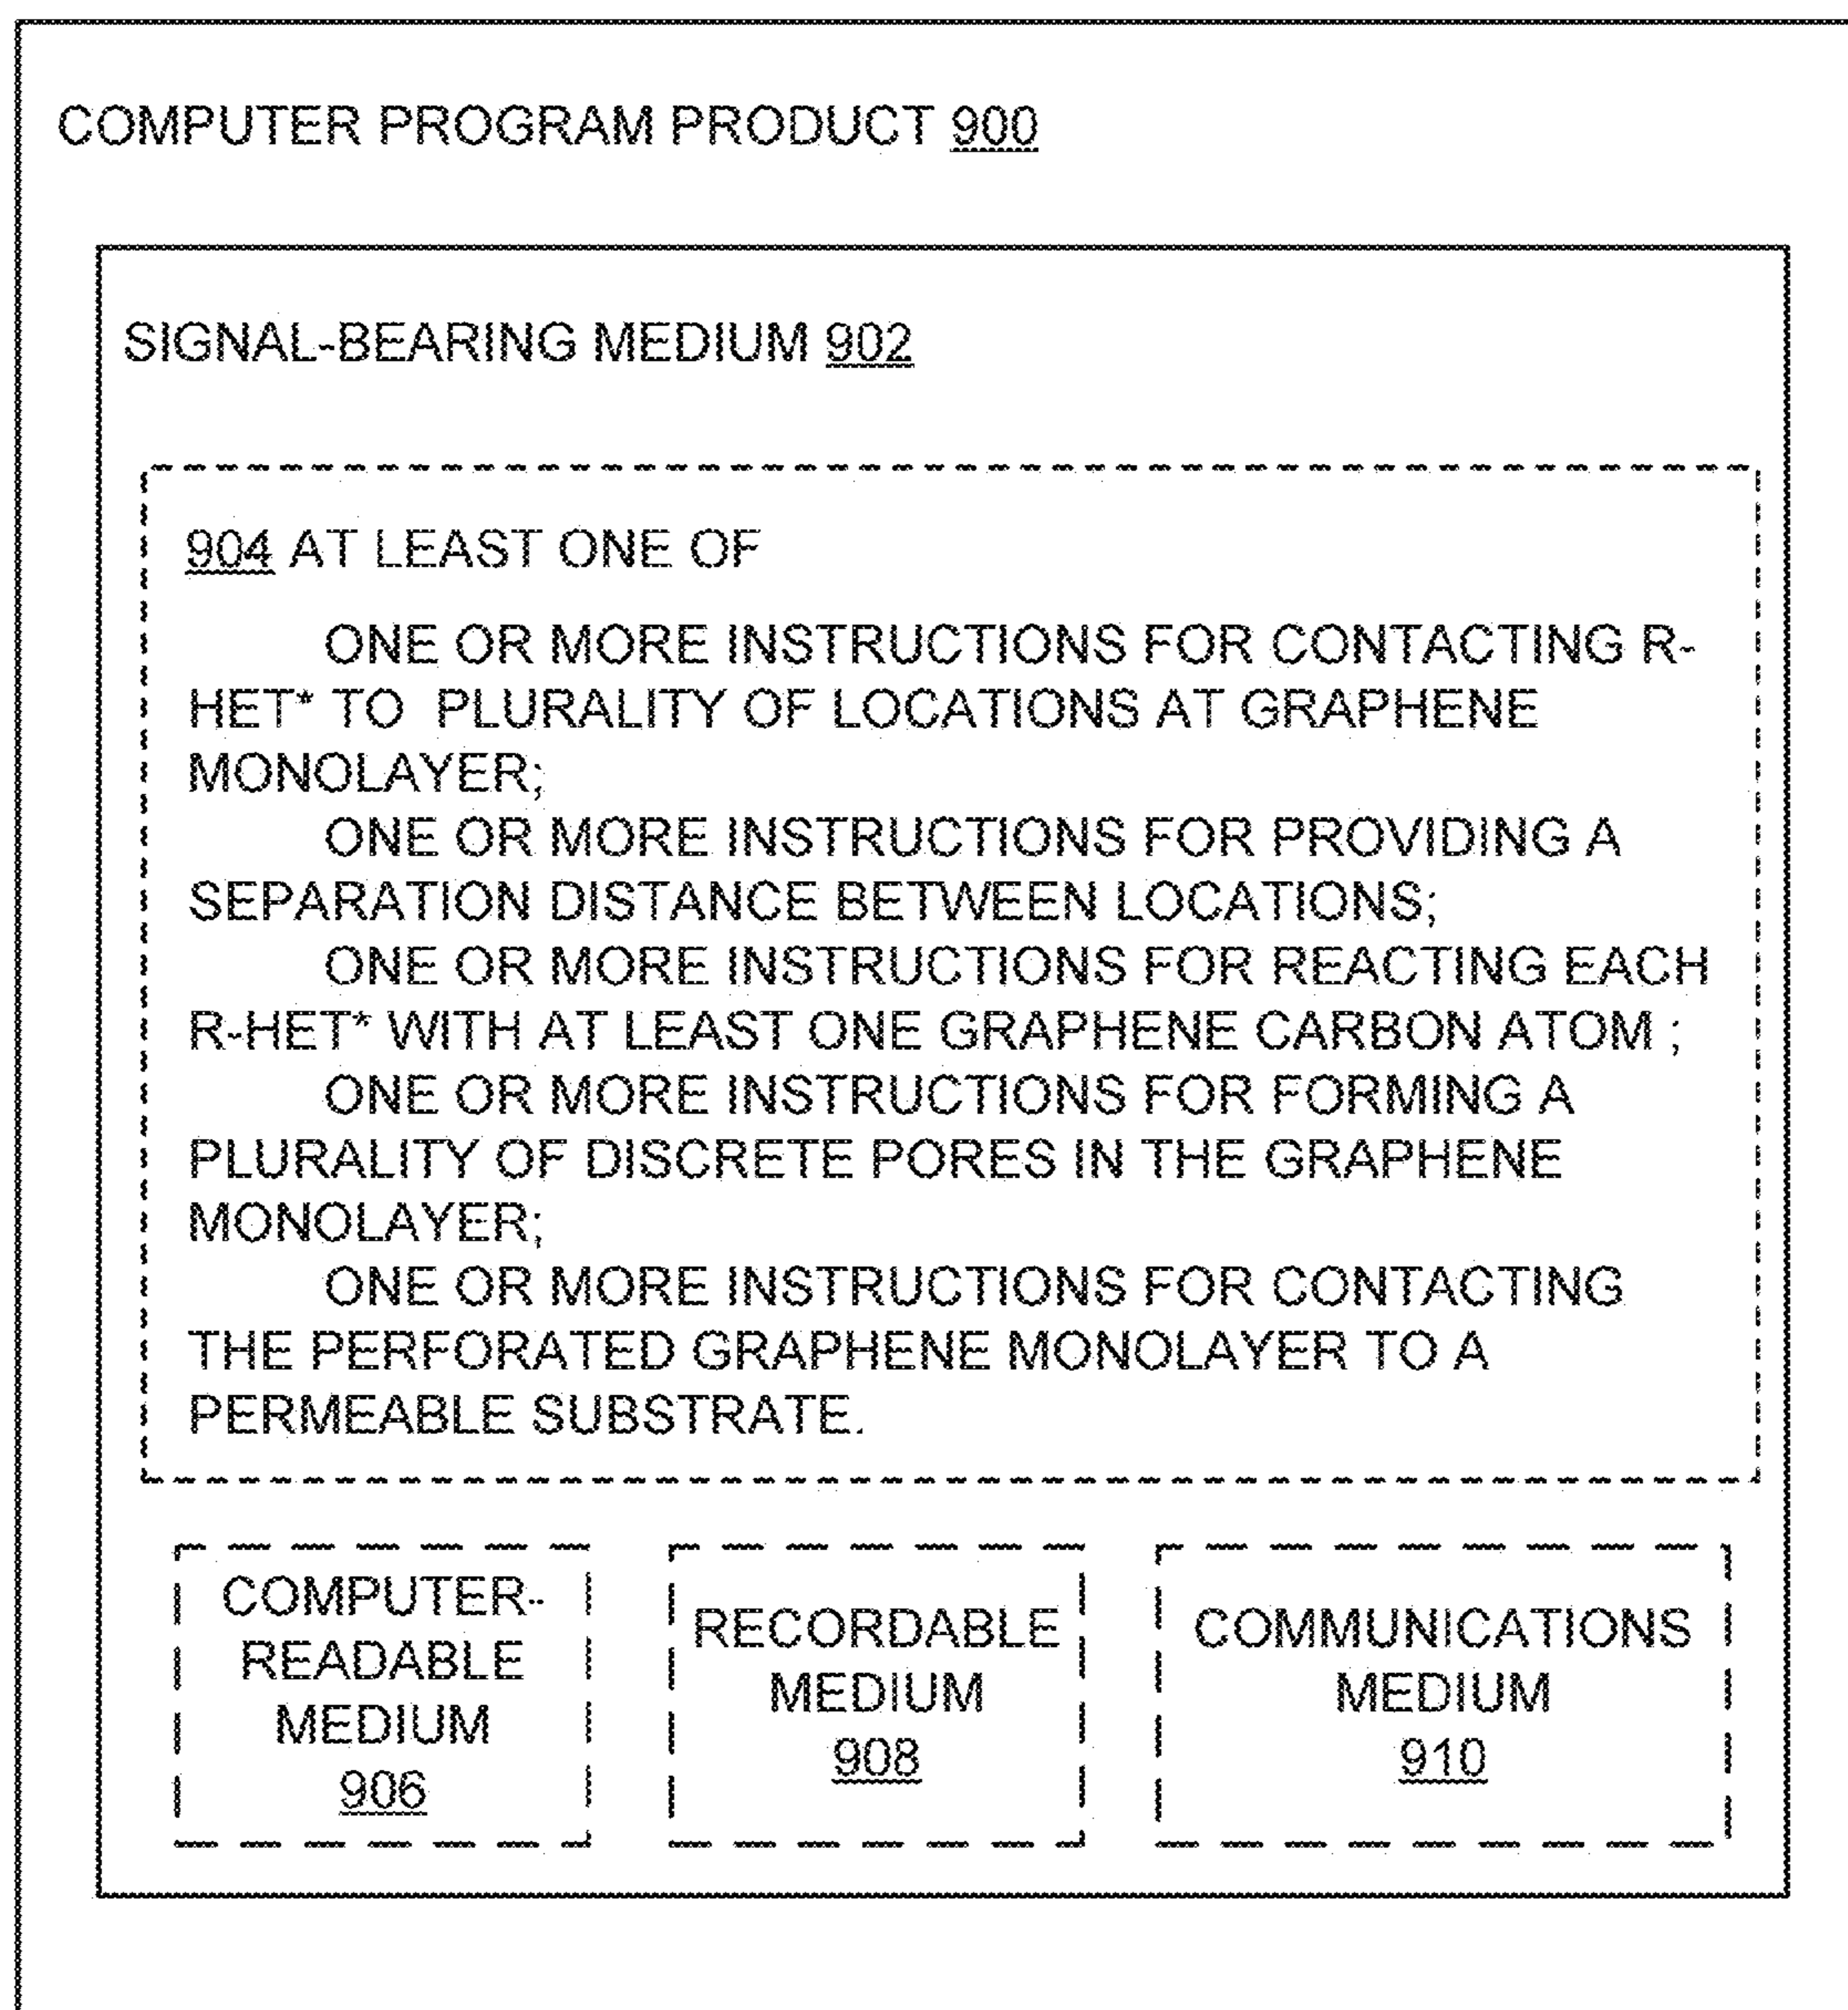 COMPUTER PROGRAM PRODUCT 900
SIGNAL-BEARING MEDIUM 902
904 AT LEAST ONE OF
ONE OR MORE INSTRUCTIONS FOR CONTACTING R-
HET* TO PLURALITY OF LOCATIONS AT GRAPHENE
MONOLAYER;
ONE OR MORE INSTRUCTIONS FOR PROVIDING A
SEPARATION DISTANCE BETWEEN LOCATIONS;
ONE OR MORE INSTRUCTIONS FOR REACTING EACH
R-HET* WITH AT LEAST ONE GRAPHENE CARBON ATOM ;
ONE OR MORE INSTRUCTIONS FOR FORMING A
PLURALITY OF DISCRETE PORES IN THE GRAPHENE
MONOLAYER;
ONE OR MORE INSTRUCTIONS FOR CONTACTING
THE PERFORATED GRAPHENE MONOLAYER TO A
PERMEABLE SUBSTRATE.
COMPUTER-
READABLE
MEDIUM
906
RECORDABLE
MEDIUM
908
COMMUNICATIONS
MEDIUM
910